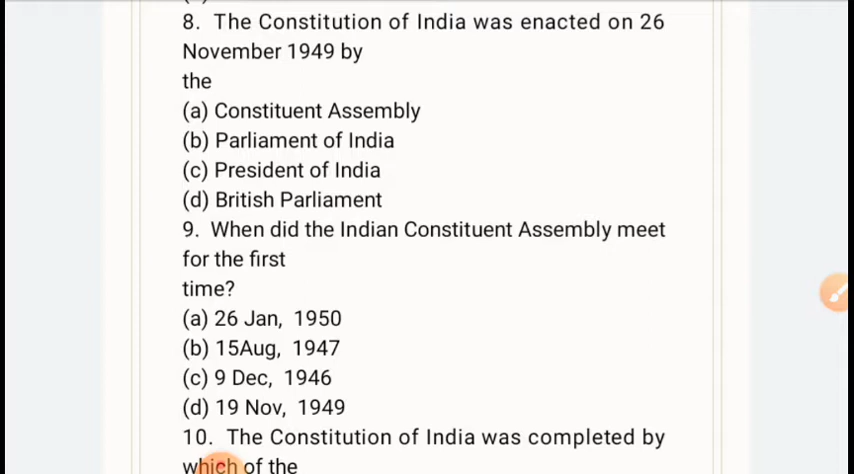 8. The Constitution of India was enacted on 26
November 1949 by
the
(a) Constituent Assembly
(b) Parliament of India
(c) President of India
(d) British Parliament
9. When did the Indian Constituent Assembly meet
for the first
time?
(a) 26 Jan, 1950
(b) 15Aug, 1947
(c) 9 Dec, 1946
(d) 19 Nov, 1949
10. The Constitution of India was completed by
which of the